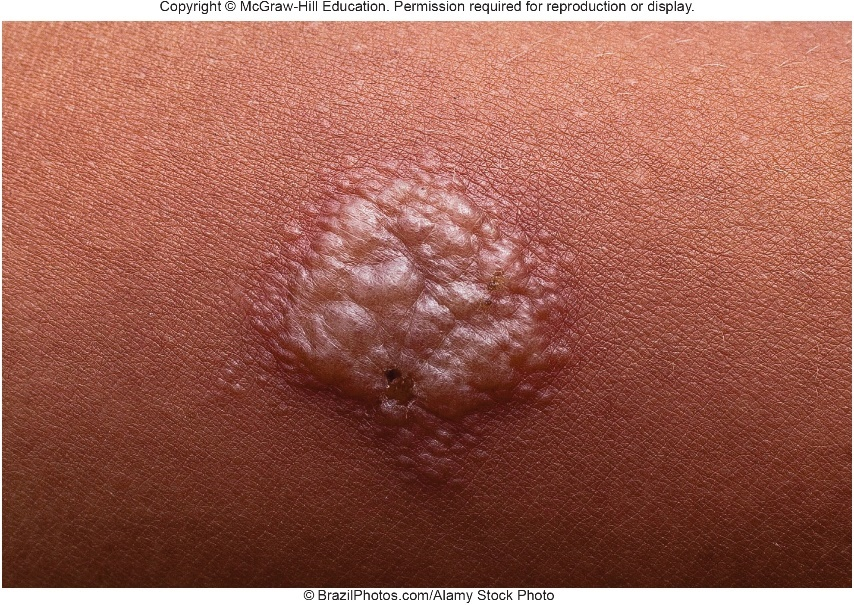 Copyright © McGraw-Hill Education. Permission required for reproduction or display.
© BrazilPhotos.com/Alamy Stock Photo